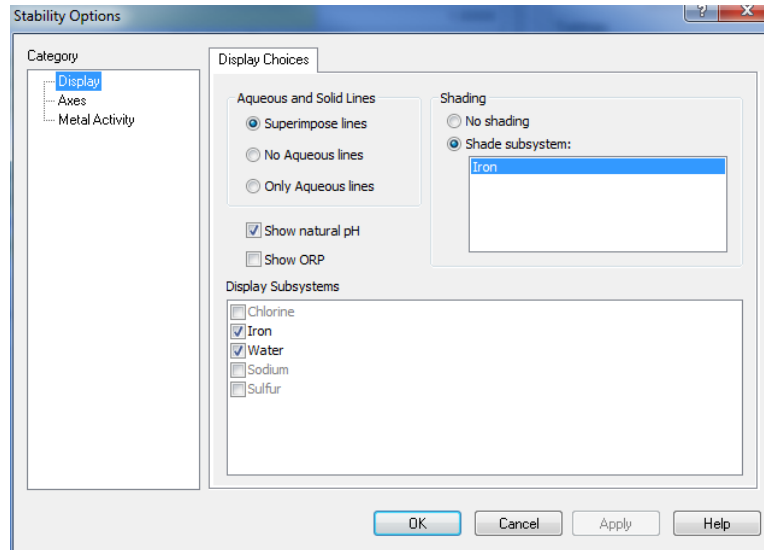 Stability Options
?
X
Category
Display
Axes
Metal Activity
Display Choices
Aqueous and Solid Lines
Superimpose lines
No Aqueous lines
Only Aqueous lines
Shading
No shading
Shade subsystem:
Iron
Show natural pH
Show ORP
Display Subsystems
Chlorine
Iron
Water
Sodium
Sulfur
OK
Cancel
Apply
Help